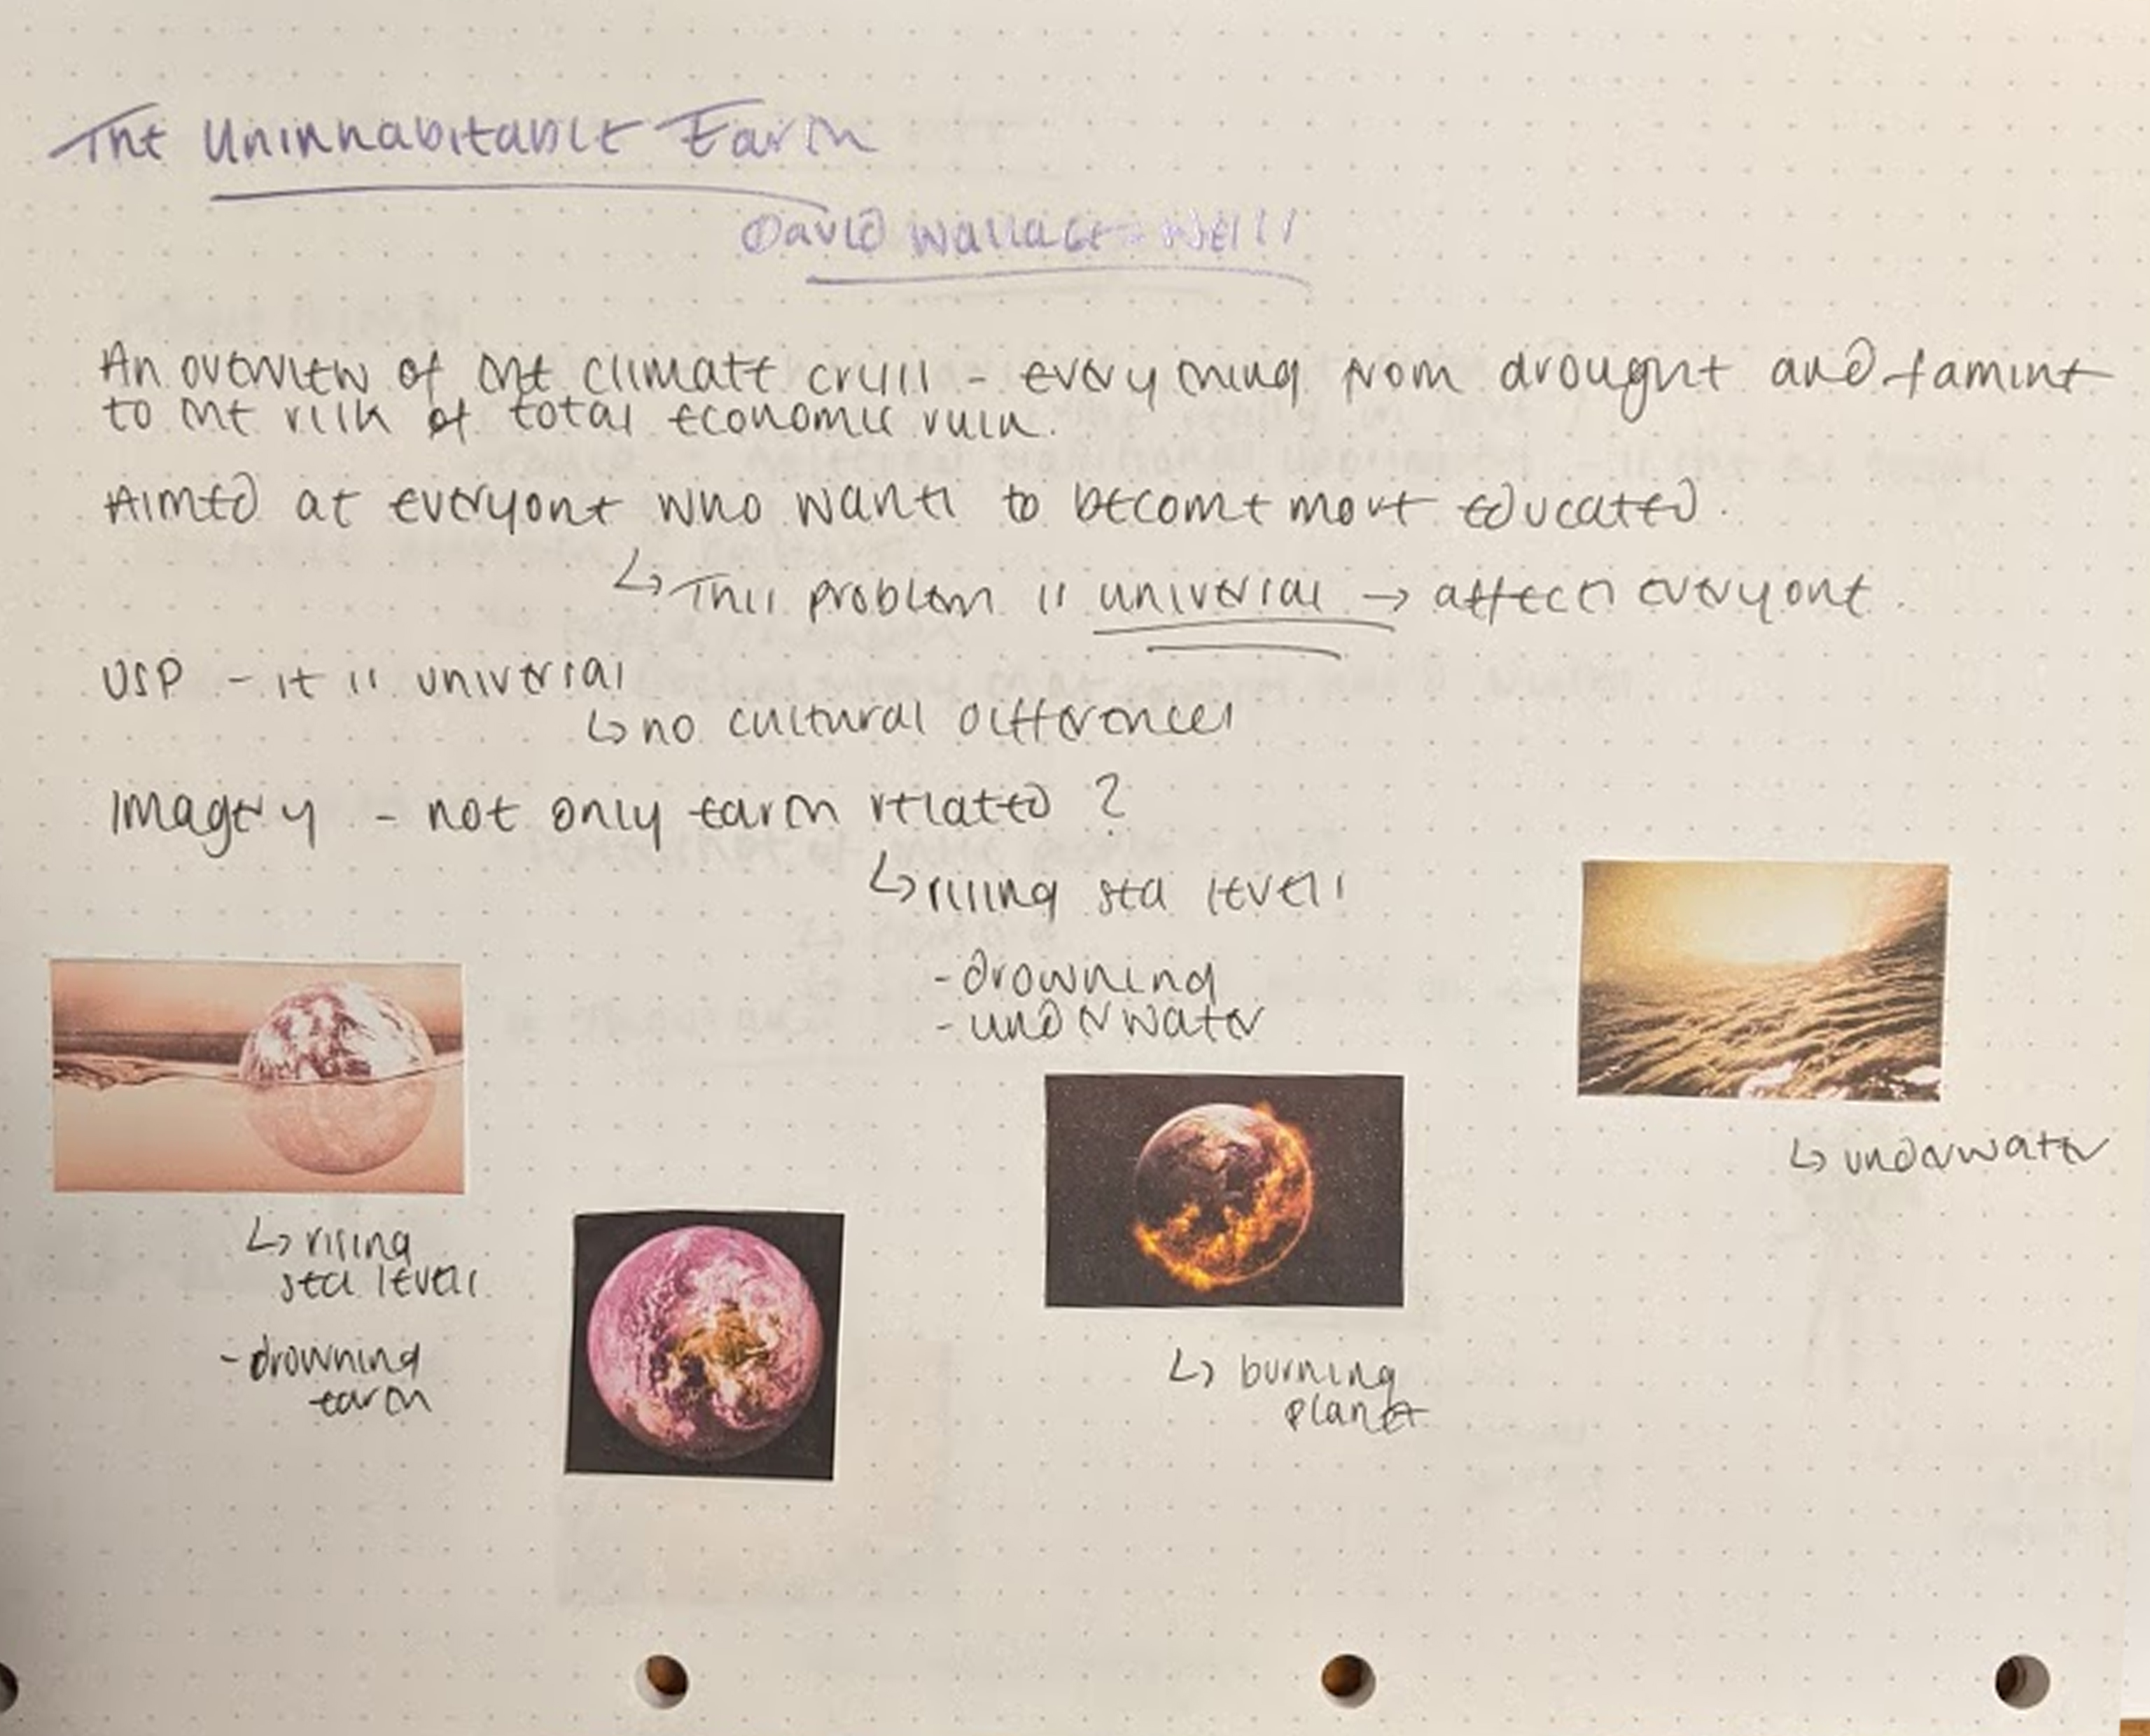 The Uninhabitable Earth
David Wallace-Wells
An overview of the climate crisis - everything from drought and famine
to the risk of total economic ruin.
Aimed at everyone who wants to become more educated.
↳ This problem is universal → affects everyone.
USP - it is universal
↳ no cultural differences
Imagery - not only earth related?
↳ rising sea levels
- drowning
- underwater
↳ underwater
↳ rising
sea levels
- drowning
earth
↳ burning
planet